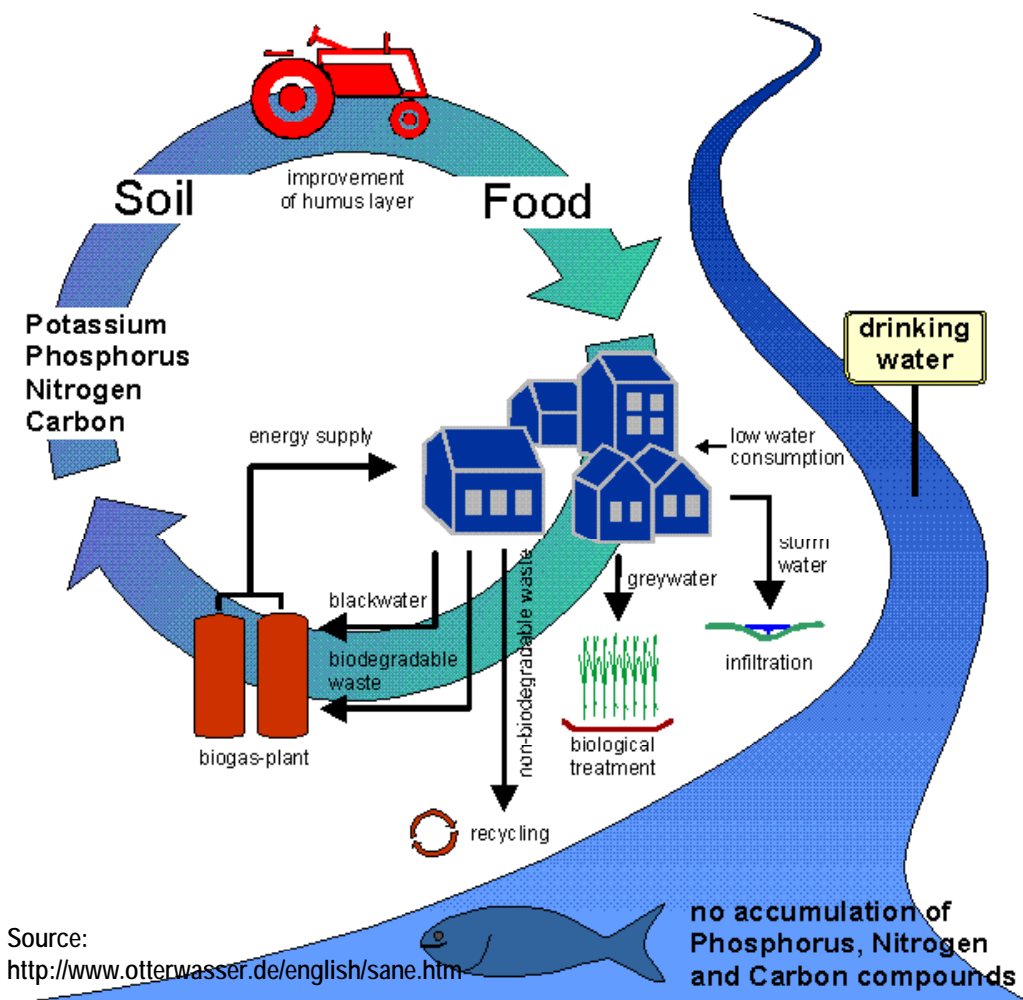 improvement
of humus layer
Soil
Food
Potassium
Phosphorus
Nitrogen
Carbon
drinking
water
energy supply
low water
consumption
storm
water
greywater
blackwater
biodegradable
waste
non-biodegradable waste
infiltration
biological
treatment
biogas-plant
recycling
no accumulation of
Phosphorus, Nitrogen
and Carbon compounds
Source:
http://www.otterwasser.de/english/sane.htm